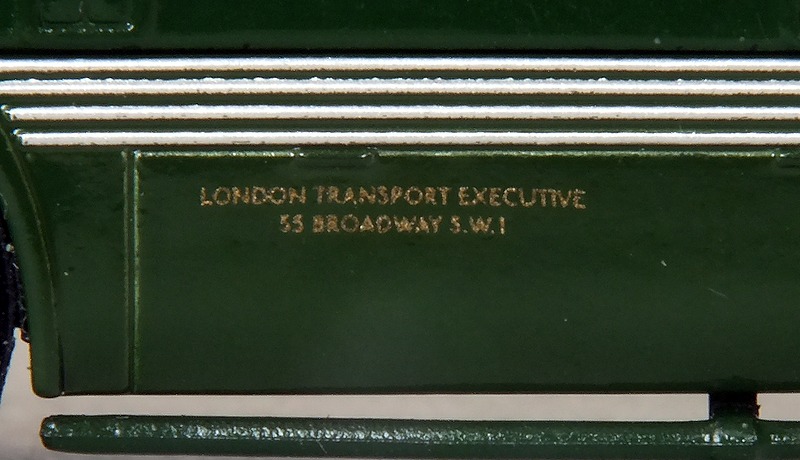 LONDON TRANSPORT EXECUTIVE
55 BROADWAY S.W.1